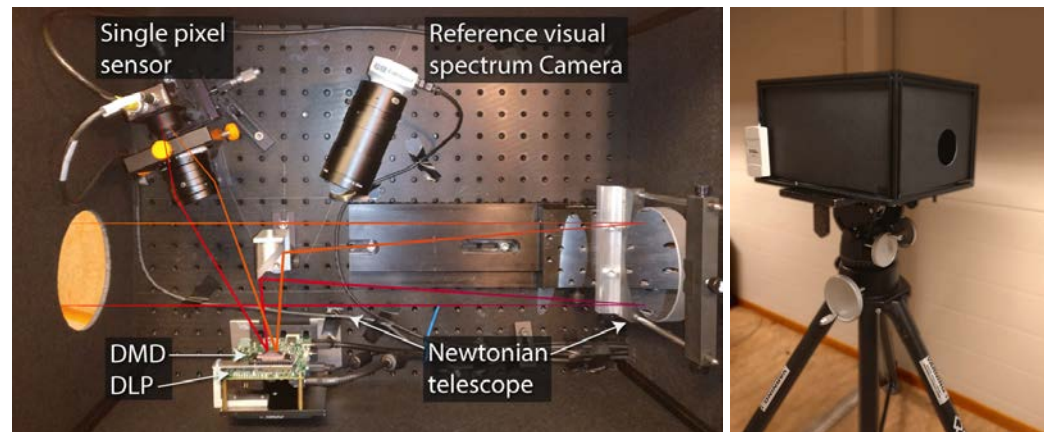 Single pixel
sensor
Reference visual
spectrum Camera
DMD
DLP
Newtonian
telescope